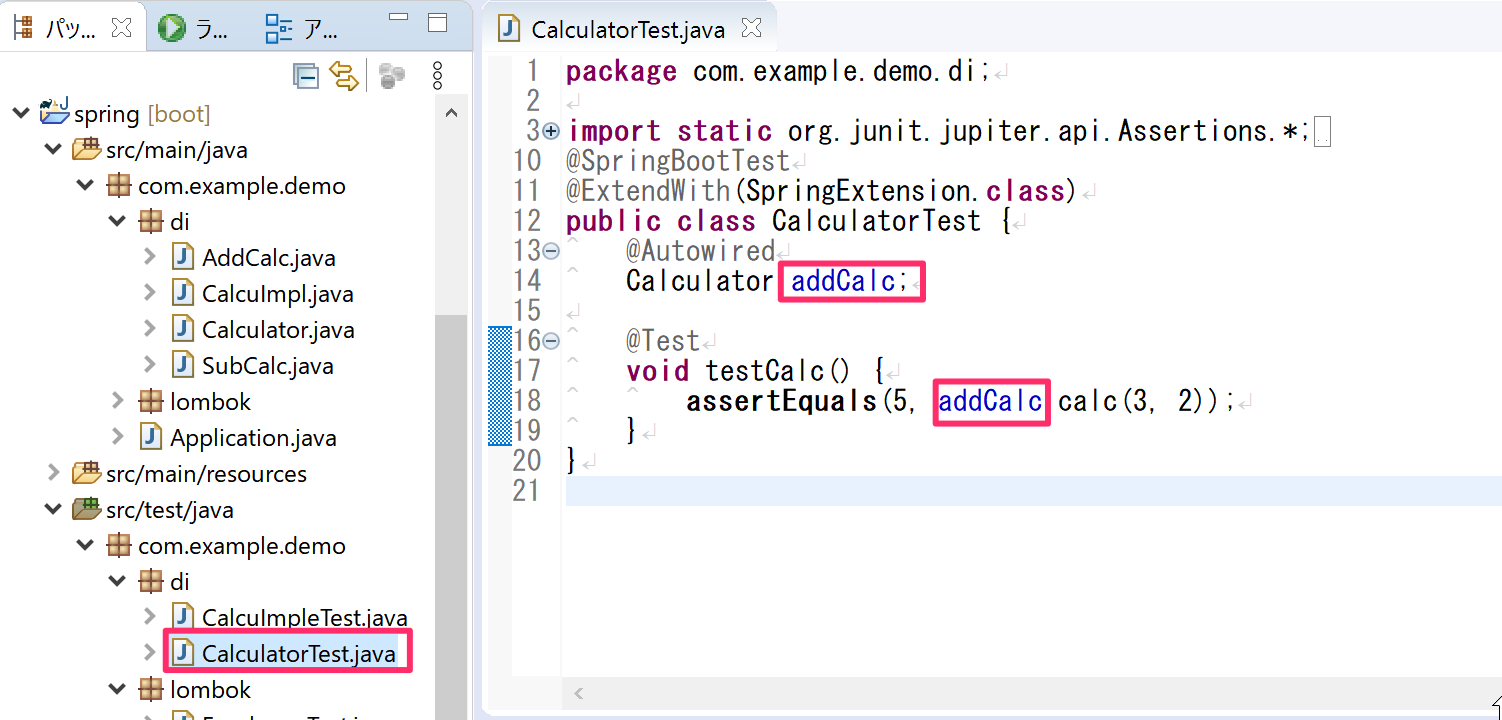 パッ...
ラ...
ア...
spring [boot]
src/main/java
com.example.demo
di
AddCalc.java
CalcuImpl.java
Calculator.java
SubCalc.java
lombok
Application.java
src/main/resources
src/test/java
com.example.demo
di
CalcuImpleTest.java
CalculatorTest.java
lombok
CalculatorTest.java
1 package com.example.demo.di;
2
3 import static org.junit.jupiter.api.Assertions.*;
10 @SpringBootTest
11 @ExtendWith(SpringExtension.class)
12 public class CalculatorTest {
13 @Autowired
14 Calculator addCalc;
15
16 @Test
17 void testCalc() {
18 assertEquals(5, addCalc calc(3, 2));
19 }
20 }
21